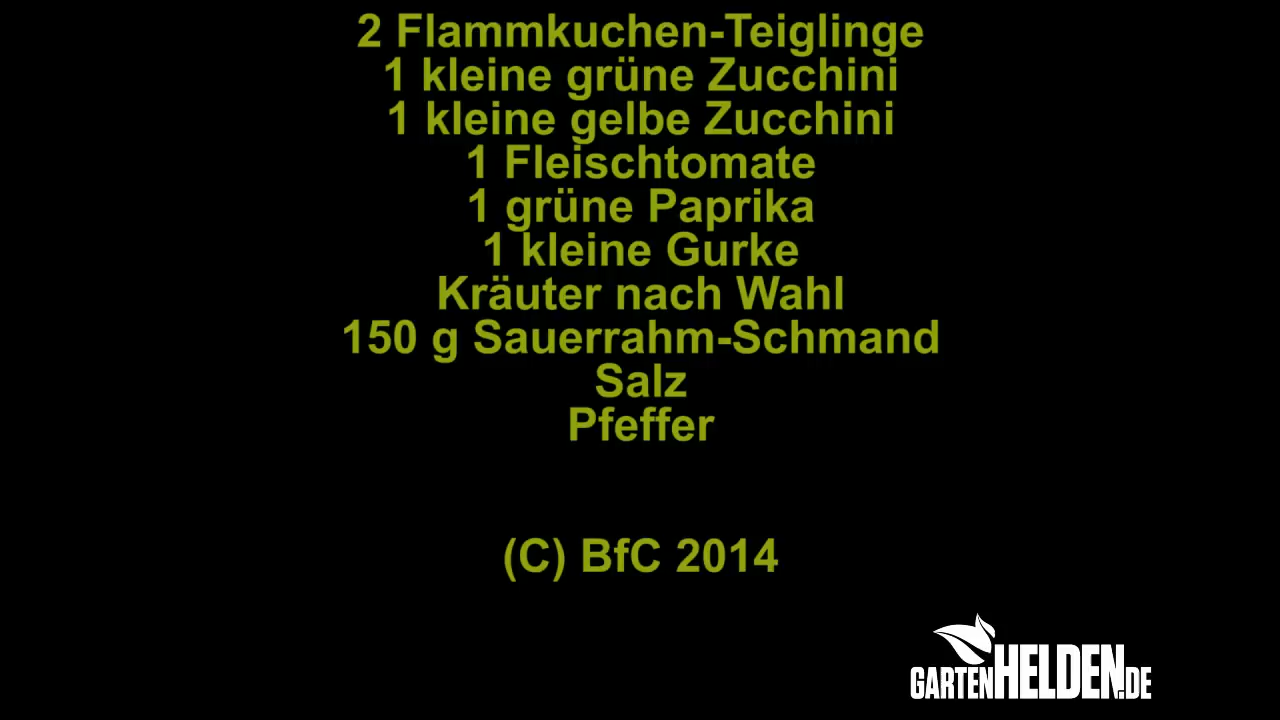 2 Flammkuchen-Teiglinge
1 kleine grüne Zucchini
1 kleine gelbe Zucchini
1 Fleischtomate
1 grüne Paprika
1 kleine Gurke
Kräuter nach Wahl
150 g Sauerrahm-Schmand
Salz
Pfeffer
(C) BfC 2014
GARTENHELDEN.DE